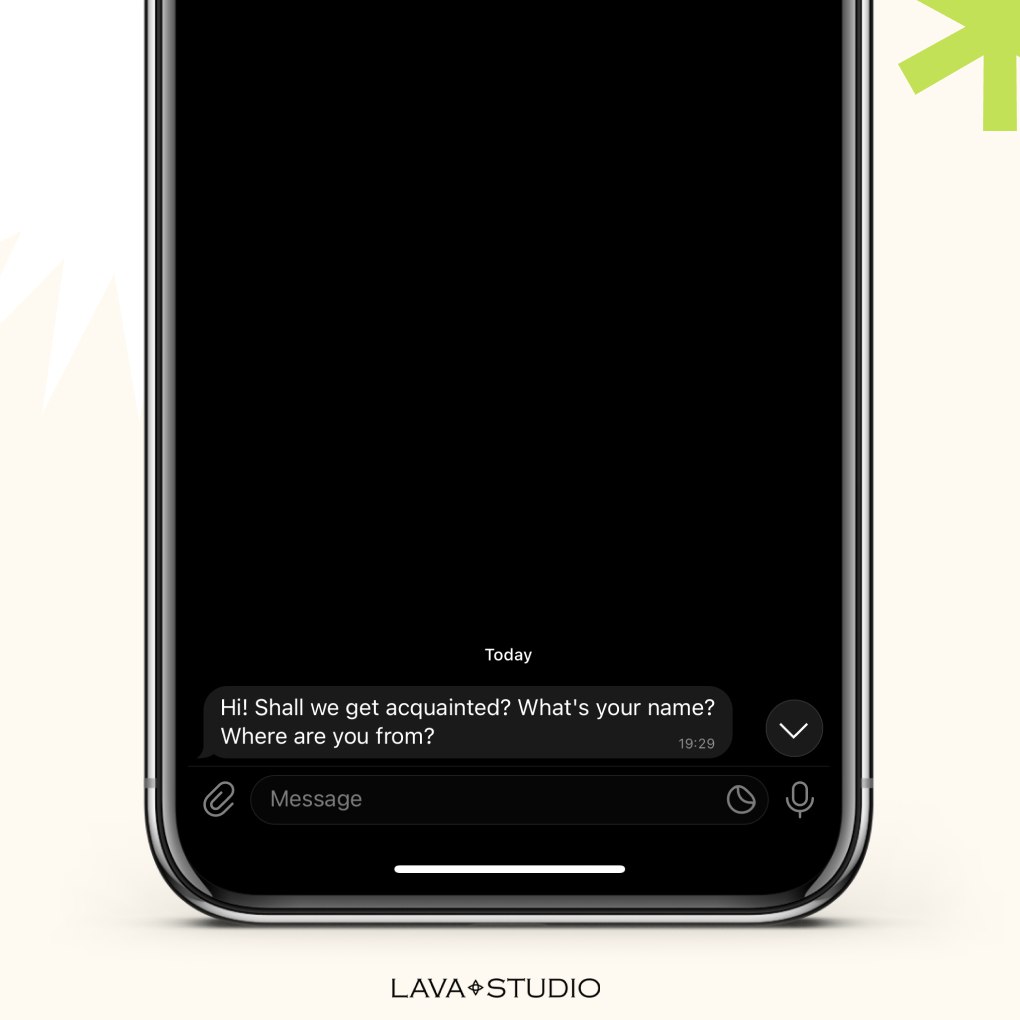 Today
Hi! Shall we get acquainted? What's your name?
Where are you from?
19:29
Message
LAVA STUDIO